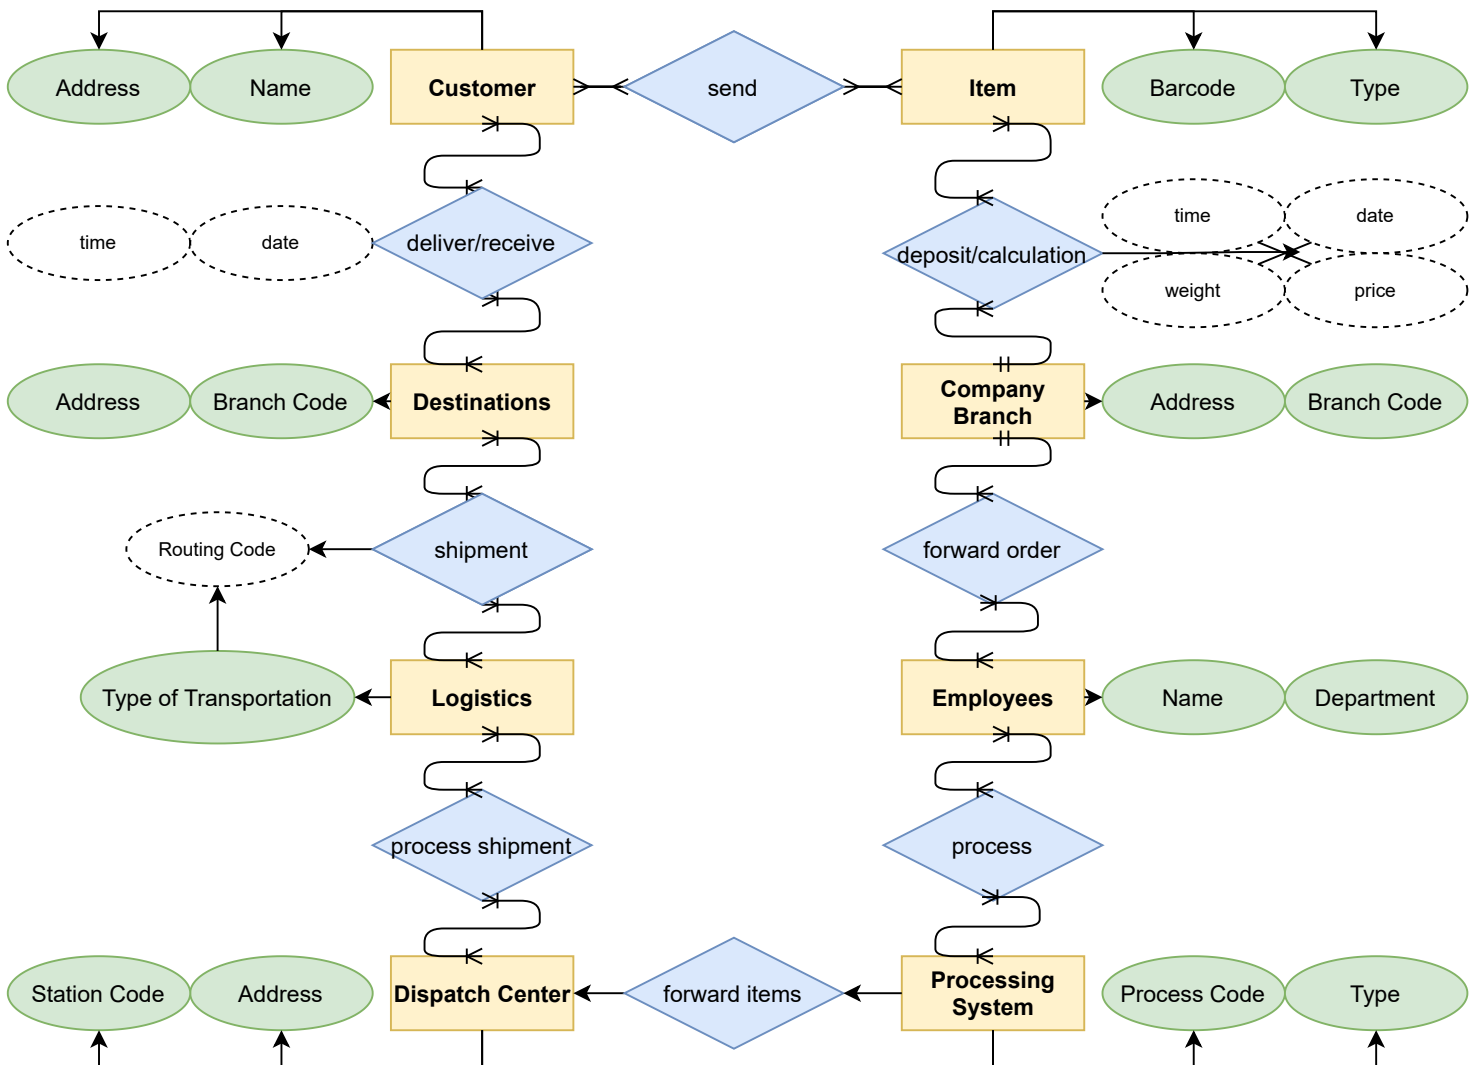 Address
Name
Customer
send
Item
Barcode
Type
time
date
deliver/receive
deposit/calculation
time
date
weight
price
Address
Branch Code
Destinations
Company
Branch
Address
Branch Code
Routing Code
shipment
forward order
Type of Transportation
Logistics
Employees
Name
Department
process shipment
process
Station Code
Address
Dispatch Center
forward items
Processing
System
Process Code
Type